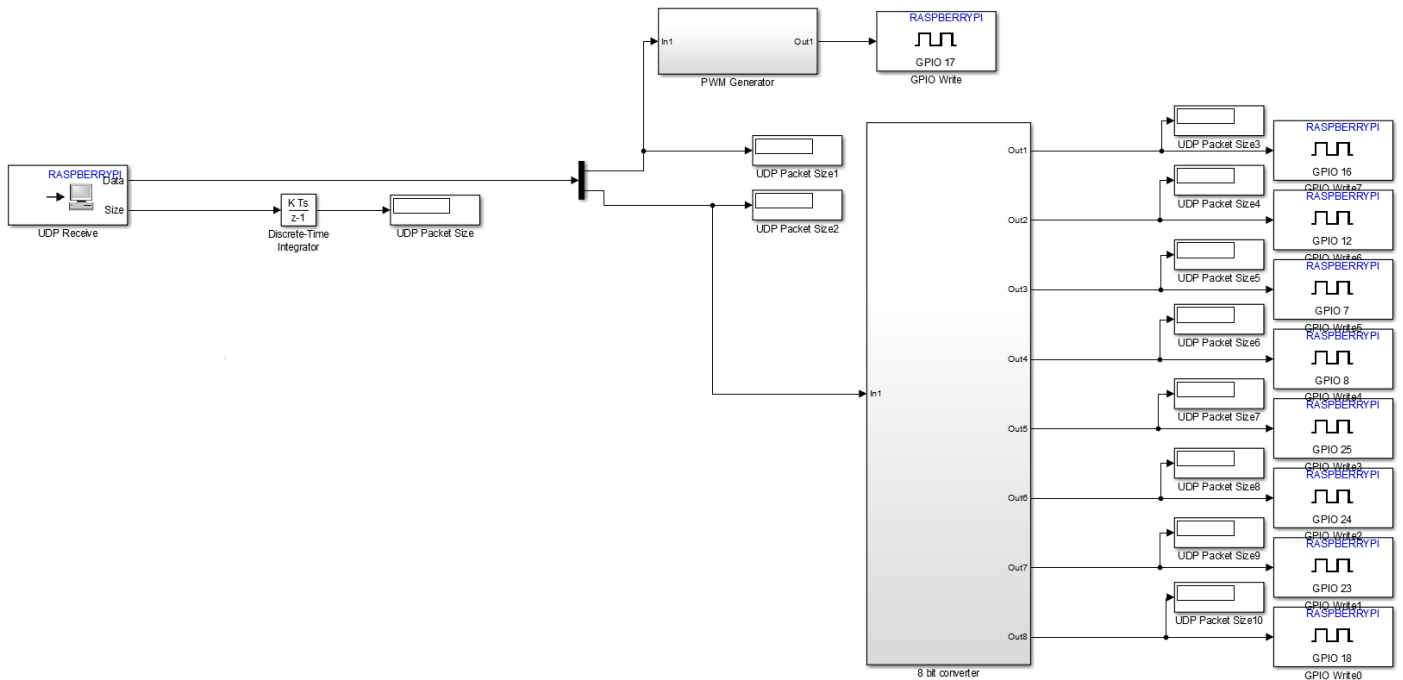 RASPBERRYPI
GPIO 17
GPIO Write
In1
Out1
PWM Generator
RASPBERRYPI
Data
Size
UDP Receive
K Ts
z-1
Discrete-Time
Integrator
UDP Packet Size
UDP Packet Size1
UDP Packet Size2
In1
Out1
Out2
Out3
Out4
Out5
Out6
Out7
Out8
8 bit converter
UDP Packet Size3
RASPBERRYPI
GPIO 16
GPIO Write7
UDP Packet Size4
RASPBERRYPI
GPIO 12
GPIO Write6
UDP Packet Size5
RASPBERRYPI
GPIO 7
GPIO Write5
UDP Packet Size6
RASPBERRYPI
GPIO 8
GPIO Write4
UDP Packet Size7
RASPBERRYPI
GPIO 25
GPIO Write3
UDP Packet Size8
RASPBERRYPI
GPIO 24
GPIO Write2
UDP Packet Size9
RASPBERRYPI
GPIO 23
GPIO Write1
UDP Packet Size10
RASPBERRYPI
GPIO 18
GPIO Write0